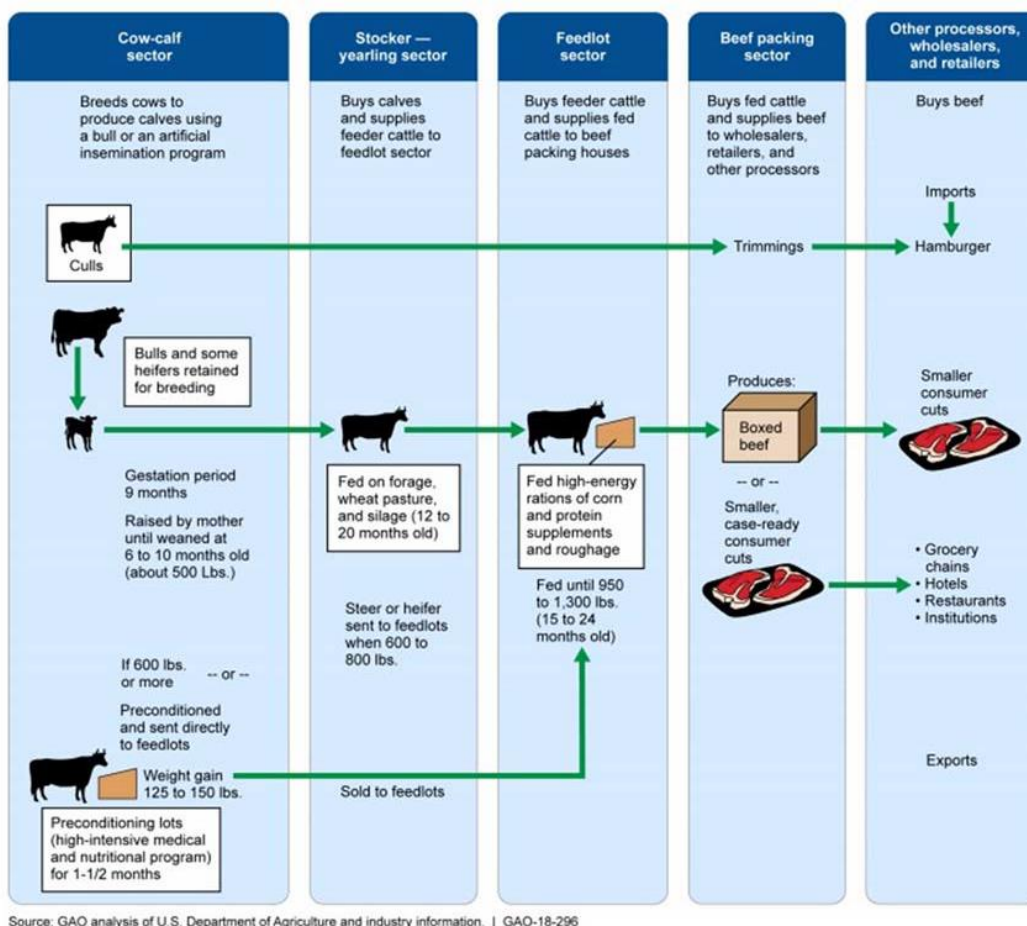 Cow-calf
sector
Breeds cows to
produce calves using
a bull or an artificial
insemination program
Culls
Bulls and some
heifers retained
for breeding
Gestation period
9 months
Raised by mother
until weaned at
6 to 10 months old
(about 500 Lbs.)
If 600 lbs.
or more
-- or --
Preconditioned
and sent directly
to feedlots
Weight gain
125 to 150 lbs.
Preconditioning lots
(high-intensive medical
and nutritional program)
for 1-1/2 months
Stocker —
yearling sector
Buys calves
and supplies
feeder cattle to
feedlot sector
Fed on forage,
wheat pasture,
and silage (12 to
20 months old)
Steer or heifer
sent to feedlots
when 600 to
800 lbs.
Sold to feedlots
Feedlot
sector
Buys feeder cattle
and supplies fed
cattle to beef
packing houses
Fed high-energy
rations of corn
and protein
supplements
and roughage
Fed until 950
to 1,300 lbs.
(15 to 24
months old)
Beef packing
sector
Buys fed cattle
and supplies beef
to wholesalers,
retailers, and
other processors
Trimmings
Produces:
Boxed
beef
-- or --
Smaller,
case-ready
consumer
cuts
Other processors,
wholesalers,
and retailers
Buys beef
Imports
Hamburger
Smaller
consumer
cuts
• Grocery
chains
• Hotels
• Restaurants
• Institutions
Exports
Source: GAO analysis of U.S. Department of Agriculture and industry information. | GAO-18-296